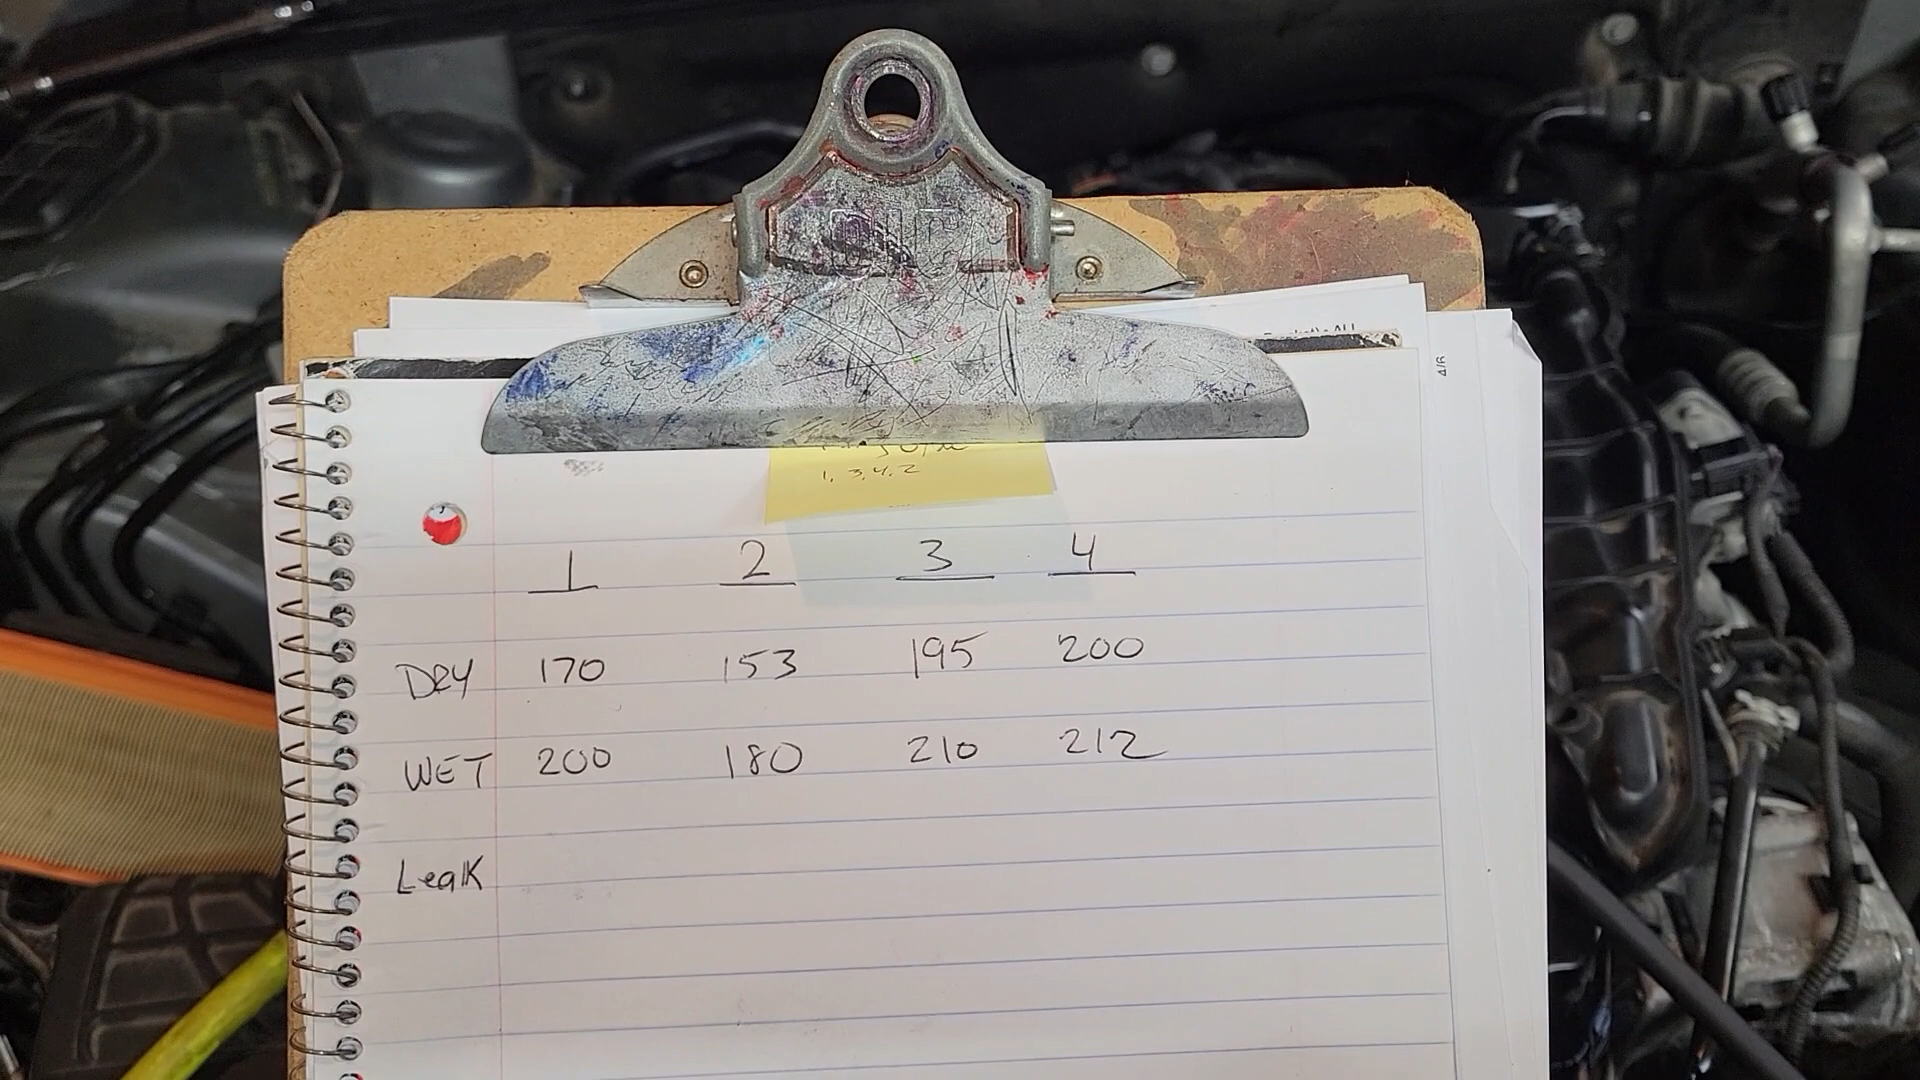 1, 3, 4, 2
1 2 3 4
DRY 170 153 195 200
WET 200 180 210 212
Leak